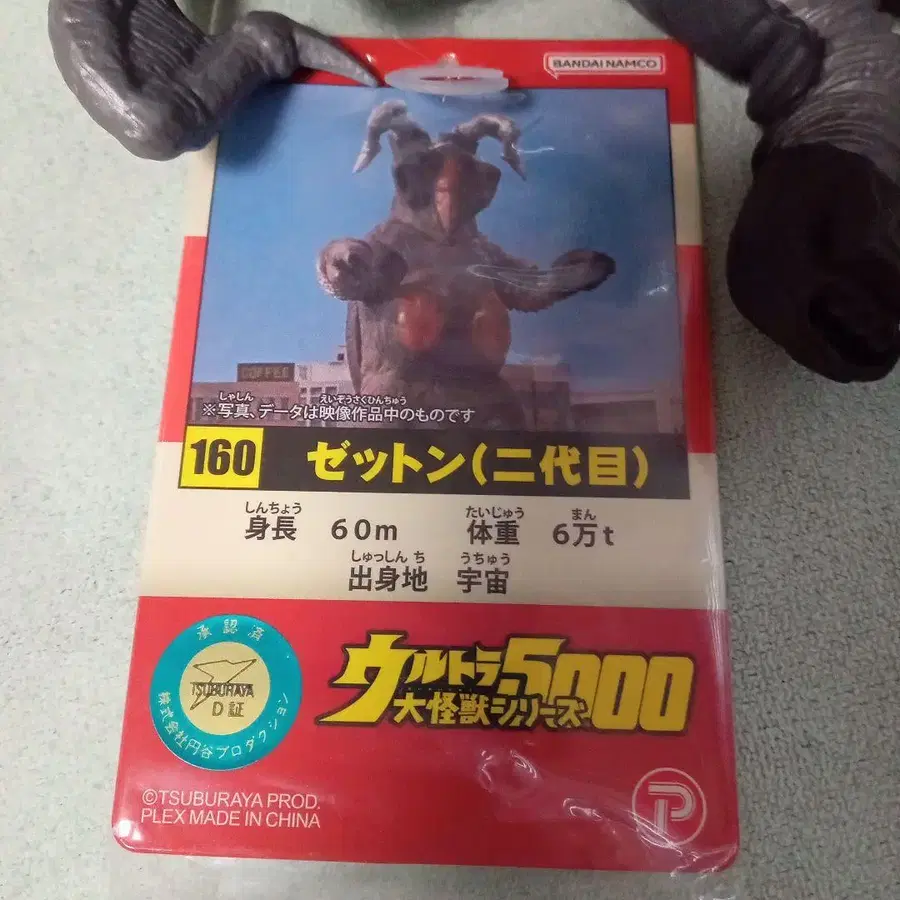 BANDAI NAMCO
COFFEE
しゃしん えいぞうさくひんちゅう
※写真、データは映像作品中のものです
160 ゼットン(二代目)
しんちょう たいじゅう まん
身長 60m 体重 6万t
しゅっしん ち うちゅう
出身地 宇宙
承認済
TSUBURAYA
D 証
株式会社円谷プロダクション
ウルトラ
大怪獣シリーズ
5000
©TSUBURAYA PROD.
PLEX MADE IN CHINA
P